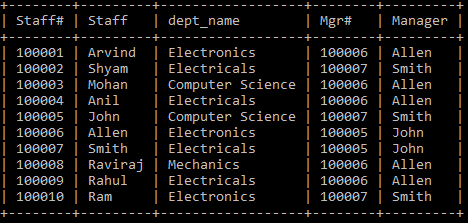 +--------+---------+------------------+--------+---------+
| Staff# | Staff   | dept_name        | Mgr#   | Manager |
+--------+---------+------------------+--------+---------+
| 100001 | Arvind  | Electronics      | 100006 | Allen   |
| 100002 | Shyam   | Electricals      | 100007 | Smith   |
| 100003 | Mohan   | Computer Science | 100006 | Allen   |
| 100004 | Anil    | Electricals      | 100006 | Allen   |
| 100005 | John    | Computer Science | 100007 | Smith   |
| 100006 | Allen   | Electronics      | 100005 | John    |
| 100007 | Smith   | Electricals      | 100005 | John    |
| 100008 | Raviraj | Mechanics        | 100006 | Allen   |
| 100009 | Rahul   | Electricals      | 100006 | Allen   |
| 100010 | Ram     | Electronics      | 100007 | Smith   |
+--------+---------+------------------+--------+---------+